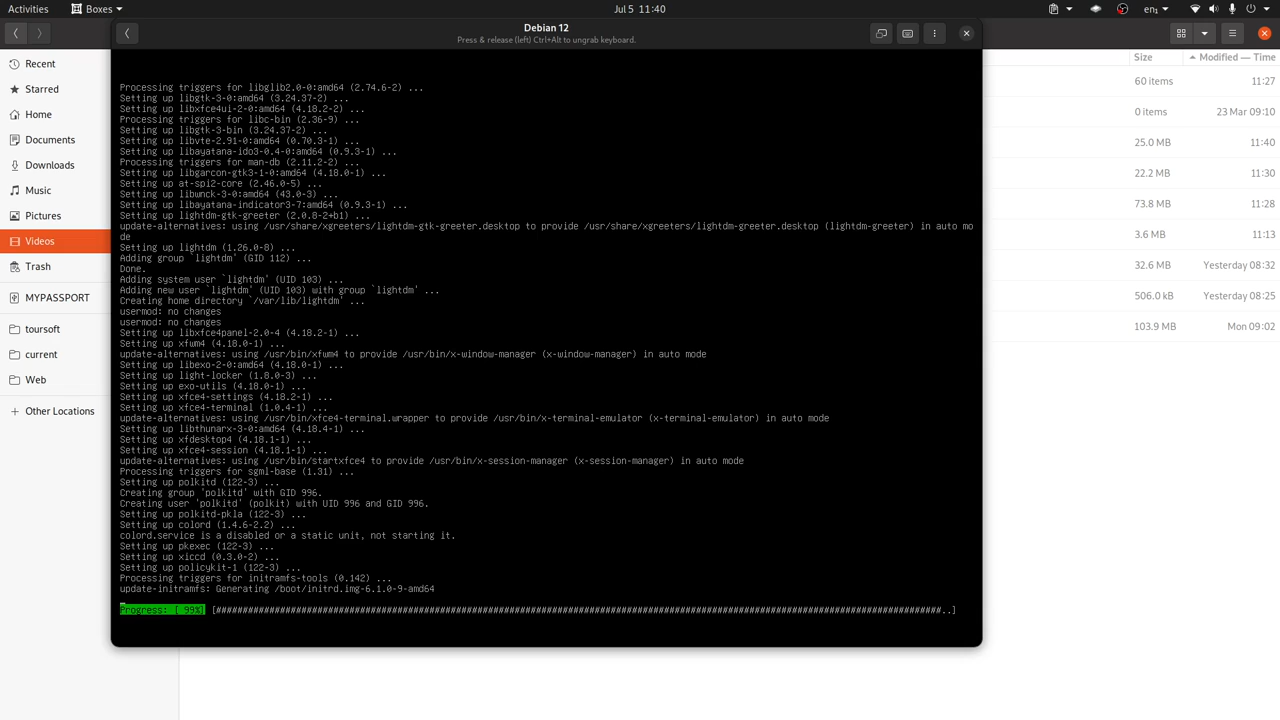 Activities
Boxes
Jul 5 11:40
en₁
Debian 12
Press & release (left) Ctrl+Alt to ungrab keyboard.
Recent
Starred
Home
Documents
Downloads
Music
Pictures
Videos
Trash
MYPASSPORT
toursoft
current
Web
Other Locations
Processing triggers for libglib2.0-0:amd64 (2.74.6-2) ...
Setting up libgtk-3-0:amd64 (3.24.37-2) ...
Setting up libxfce4ui-2-0:amd64 (4.18.2-2) ...
Processing triggers for libc-bin (2.36-9) ...
Setting up libgtk-3-bin (3.24.37-2) ...
Setting up libvte-2.91-0:amd64 (0.70.3-1) ...
Setting up libayatana-ido3-0.4-0:amd64 (0.9.3-1) ...
Processing triggers for man-db (2.11.2-2) ...
Setting up libgarcon-gtk3-1-0:amd64 (4.18.0-1) ...
Setting up at-spi2-core (2.46.0-5) ...
Setting up libwnck-3-0:amd64 (43.0-3) ...
Setting up libayatana-indicator3-7:amd64 (0.9.3-1) ...
Setting up lightdm-gtk-greeter (2.0.8-2+b1) ...
update-alternatives: using /usr/share/xgreeters/lightdm-gtk-greeter.desktop to provide /usr/share/xgreeters/lightdm-greeter.desktop (lightdm-greeter) in auto mo
de
Setting up lightdm (1.26.0-8) ...
Adding group `lightdm' (GID 112) ...
Done.
Adding system user `lightdm' (UID 103) ...
Adding new user `lightdm' (UID 103) with group `lightdm' ...
Creating home directory `/var/lib/lightdm' ...
usermod: no changes
usermod: no changes
Setting up libxfce4panel-2.0-4 (4.18.2-1) ...
Setting up xfwm4 (4.18.0-1) ...
update-alternatives: using /usr/bin/xfwm4 to provide /usr/bin/x-window-manager (x-window-manager) in auto mode
Setting up libexo-2-0:amd64 (4.18.0-1) ...
Setting up light-locker (1.8.0-3) ...
Setting up exo-utils (4.18.0-1) ...
Setting up xfce4-settings (4.18.2-1) ...
Setting up xfce4-terminal (1.0.4-1) ...
update-alternatives: using /usr/bin/xfce4-terminal.wrapper to provide /usr/bin/x-terminal-emulator (x-terminal-emulator) in auto mode
Setting up libthunarx-3-0:amd64 (4.18.4-1) ...
Setting up xfdesktop4 (4.18.1-1) ...
Setting up xfce4-session (4.18.1-1) ...
update-alternatives: using /usr/bin/startxfce4 to provide /usr/bin/x-session-manager (x-session-manager) in auto mode
Processing triggers for sgml-base (1.31) ...
Setting up polkitd (122-3) ...
Creating group 'polkitd' with GID 996.
Creating user 'polkitd' (polkit) with UID 996 and GID 996.
Setting up polkitd-pkla (122-3) ...
Setting up colord (1.4.6-2.2) ...
colord.service is a disabled or a static unit, not starting it.
Setting up pkexec (122-3) ...
Setting up xiccd (0.3.0-2) ...
Setting up policykit-1 (122-3) ...
Processing triggers for initramfs-tools (0.142) ...
update-initramfs: Generating /boot/initrd.img-6.1.0-9-amd64
Progress: [ 99%] [########################################################################################################################################..]
Size Modified — Time
60 items 11:27
0 items 23 Mar 09:10
25.0 MB 11:40
22.2 MB 11:30
73.8 MB 11:28
3.6 MB 11:13
32.6 MB Yesterday 08:32
506.0 kB Yesterday 08:25
103.9 MB Mon 09:02